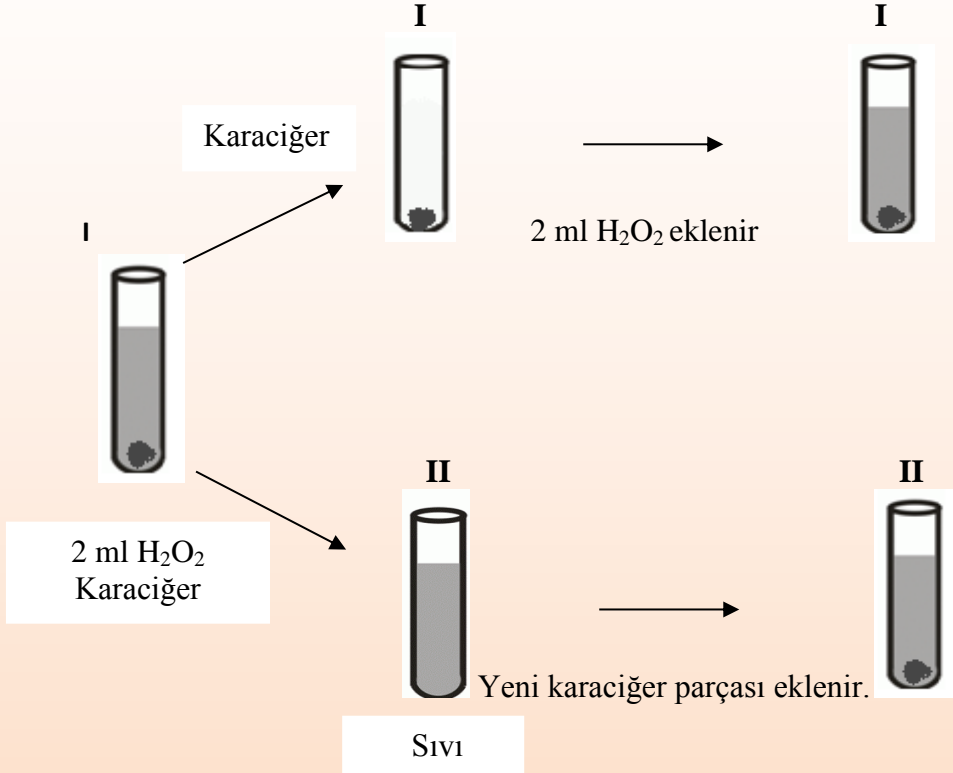 I
I
Karaciğer
2 ml H₂O₂ eklenir
I
II
II
2 ml H₂O₂
Karaciğer
Yeni karaciğer parçası eklenir.
Sıvı